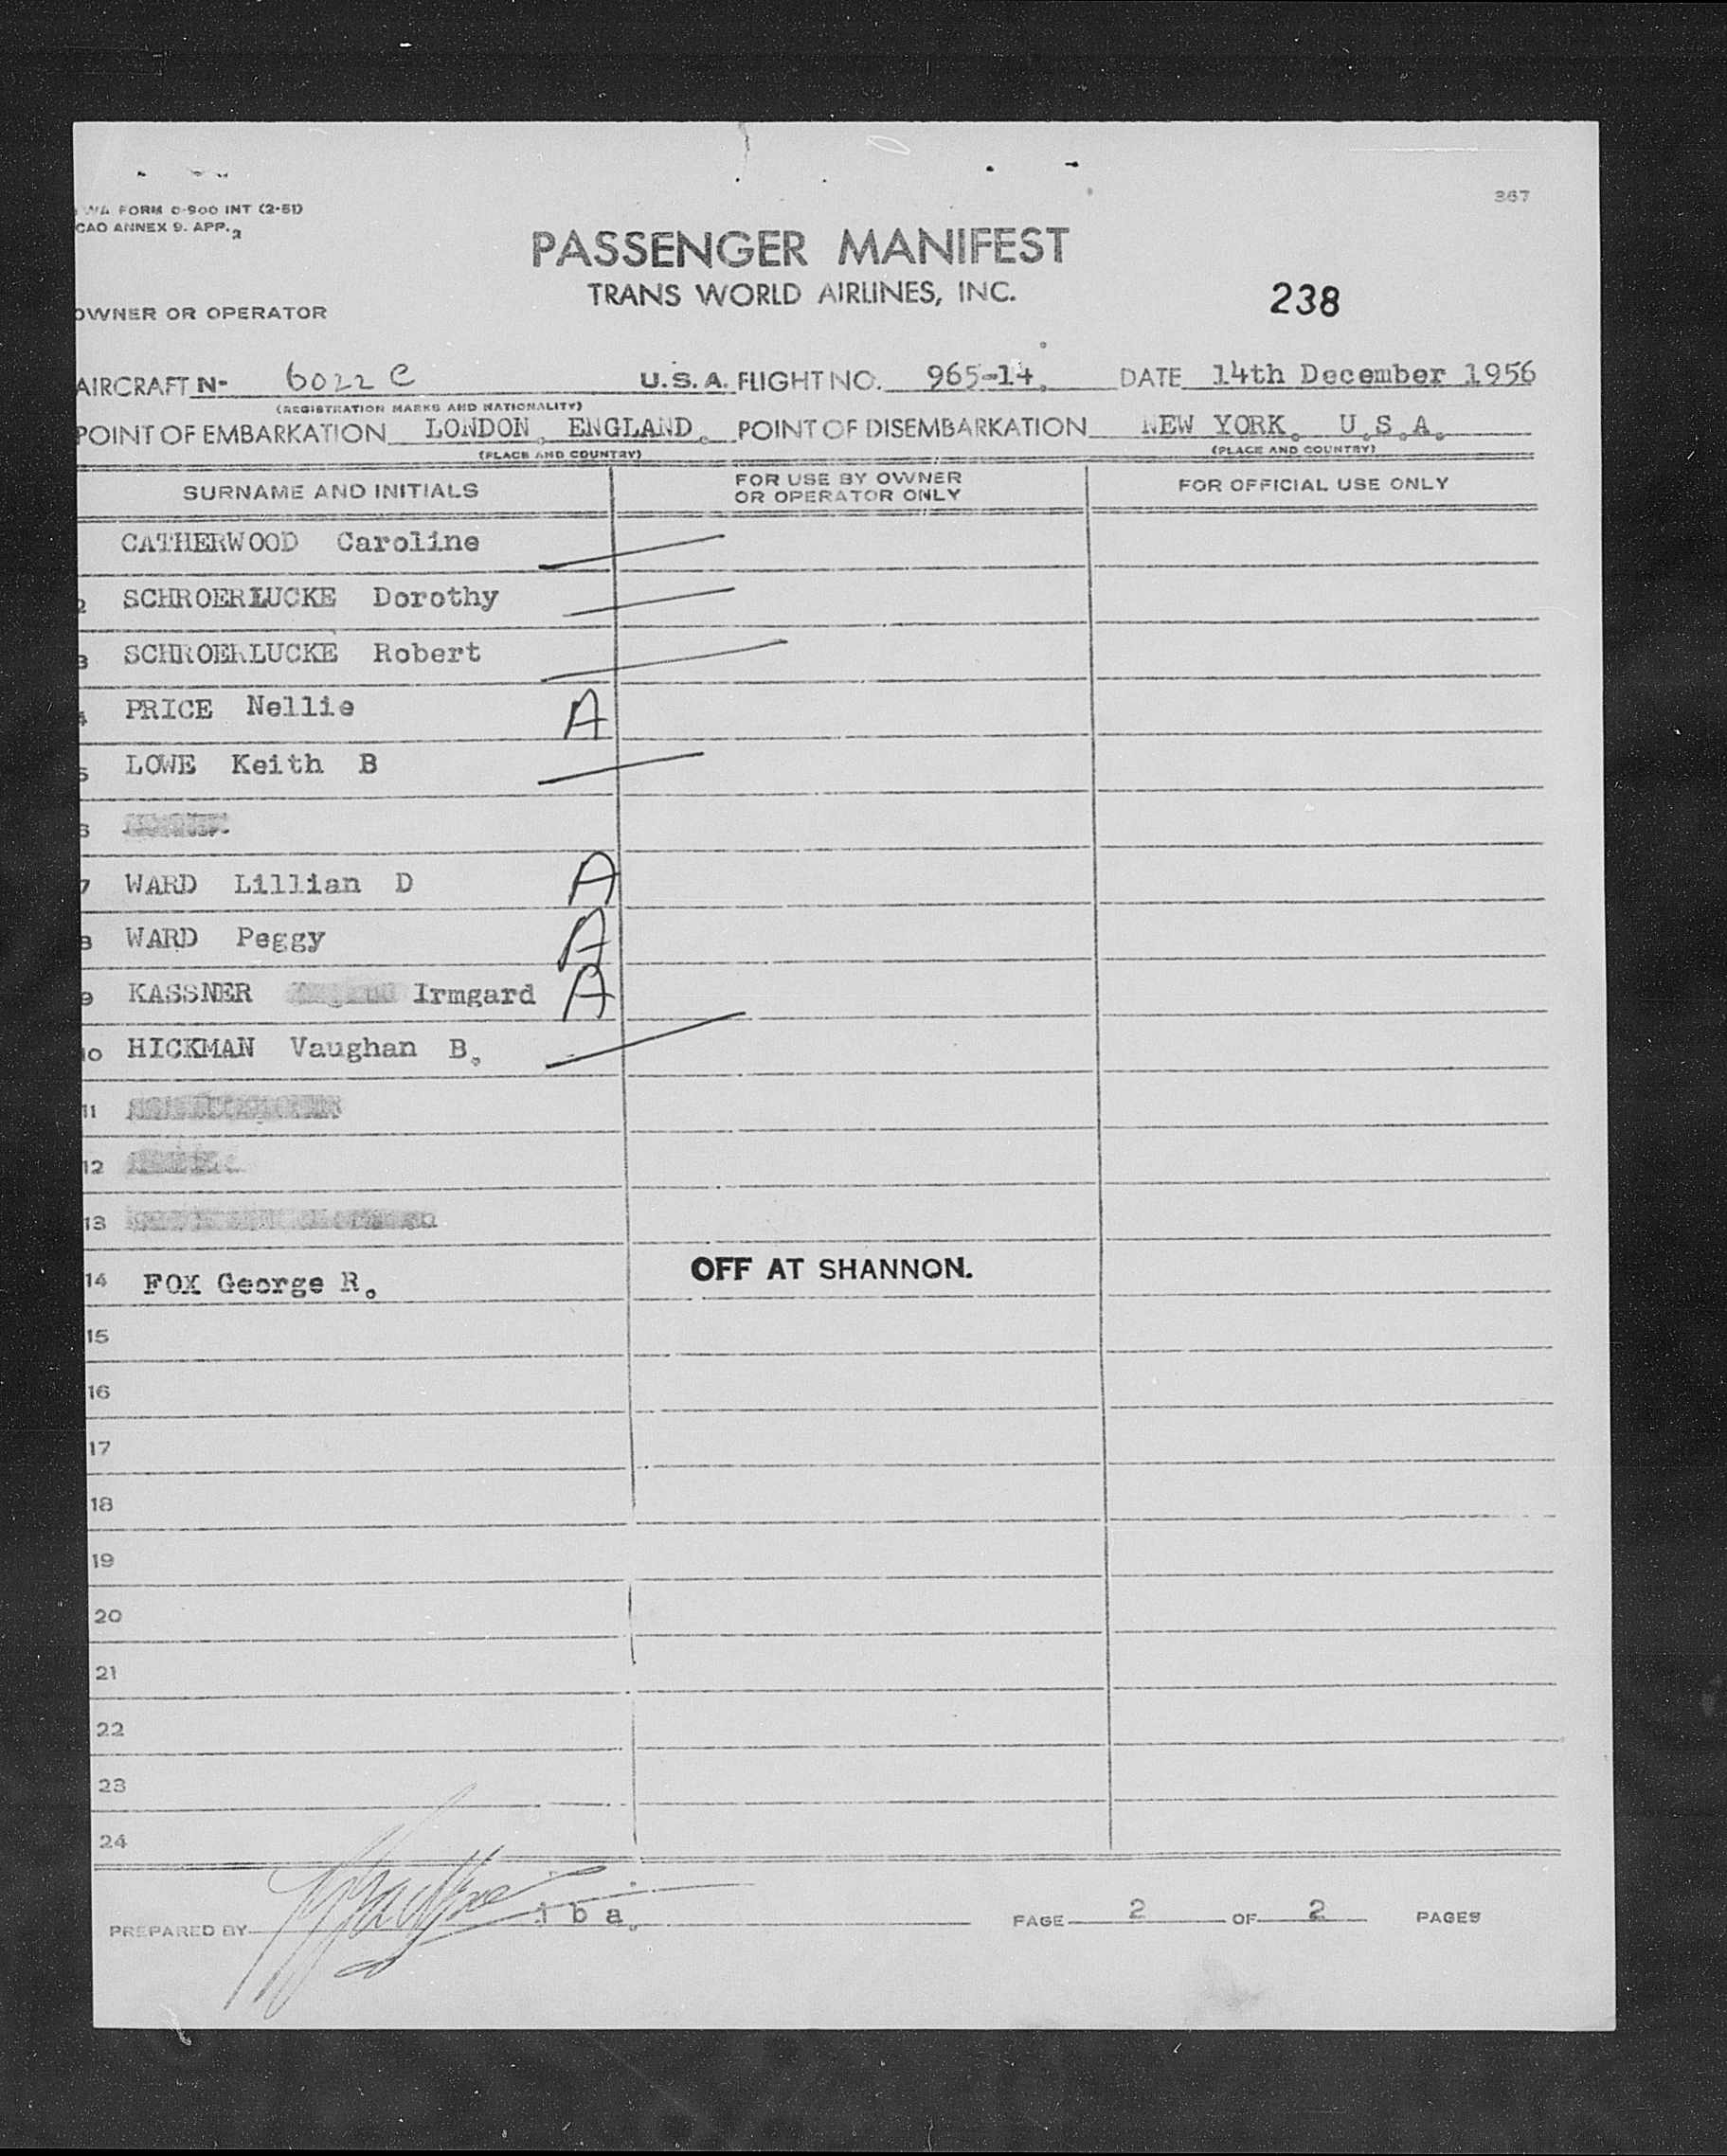 367
WA FORM 0-900 INT (2-51)
CAO ANNEX 9. APP. 2
PASSENGER MANIFEST
TRANS WORLD AIRLINES, INC.
238
OWNER OR OPERATOR
AIRCRAFT N- 6022 C U.S.A. FLIGHT NO. 965-14. DATE 14th December 1956
(REGISTRATION MARKS AND NATIONALITY)
POINT OF EMBARKATION LONDON, ENGLAND. POINT OF DISEMBARKATION NEW YORK. U.S.A.
(PLACE AND COUNTRY) (PLACE AND COUNTRY)
SURNAME AND INITIALS FOR USE BY OWNER OR OPERATOR ONLY FOR OFFICIAL USE ONLY
CATHERWOOD Caroline
2 SCHROERLUCKE Dorothy
3 SCHROERLUCKE Robert
4 PRICE Nellie A
5 LOWE Keith B
6
7 WARD Lillian D A
8 WARD Peggy A
9 KASSNER Irmgard A
10 HICKMAN Vaughan B.
11
12
13
14 FOX George R. OFF AT SHANNON.
15
16
17
18
19
20
21
22
23
24
PREPARED BY i b a. PAGE 2 OF 2 PAGES